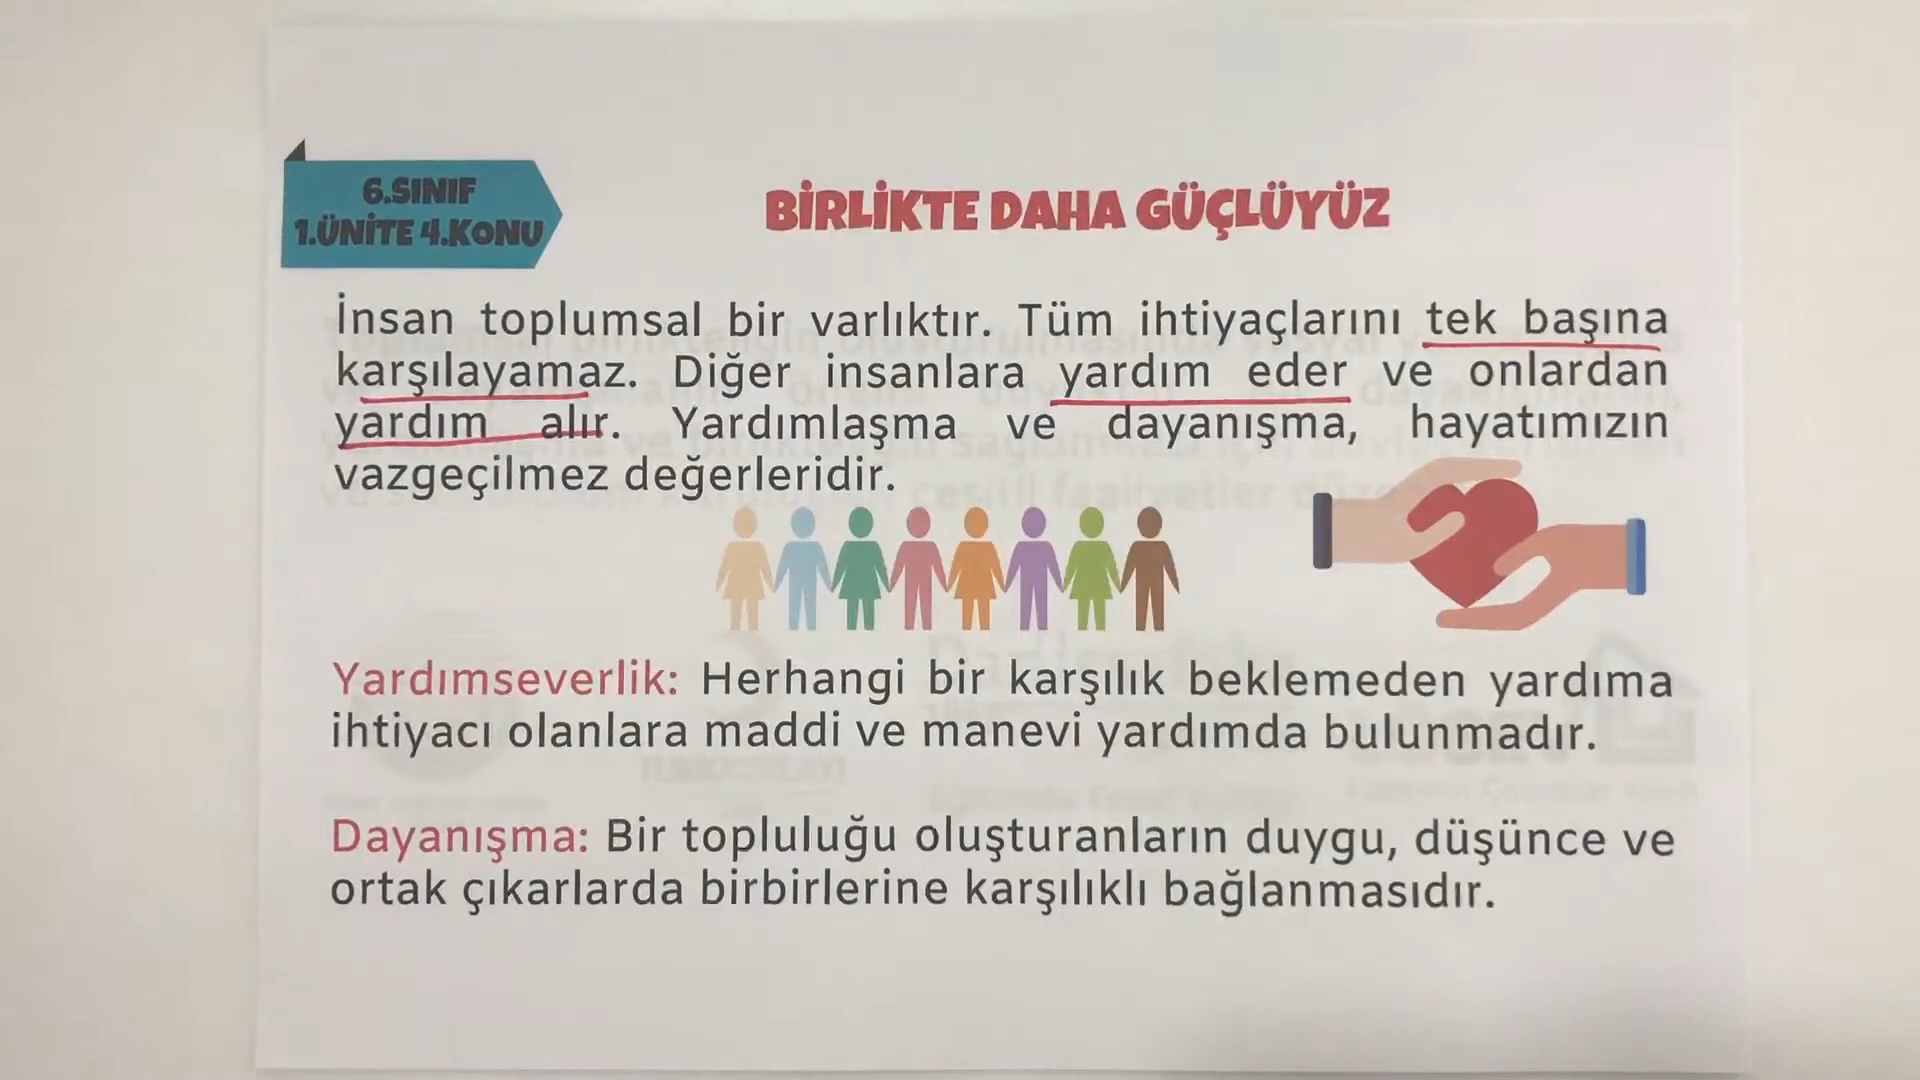 6.SINIF
1.ÜNİTE 4.KONU
BİRLİKTE DAHA GÜÇLÜYÜZ
İnsan toplumsal bir varlıktır. Tüm ihtiyaçlarını tek başına
karşılayamaz. Diğer insanlara yardım eder ve onlardan
yardım alır. Yardımlaşma ve dayanışma, hayatımızın
vazgeçilmez değerleridir.
Yardımseverlik: Herhangi bir karşılık beklemeden yardıma
ihtiyacı olanlara maddi ve manevi yardımda bulunmadır.
Dayanışma: Bir topluluğu oluşturanların duygu, düşünce ve
ortak çıkarlarda birbirlerine karşılıklı bağlanmasıdır.